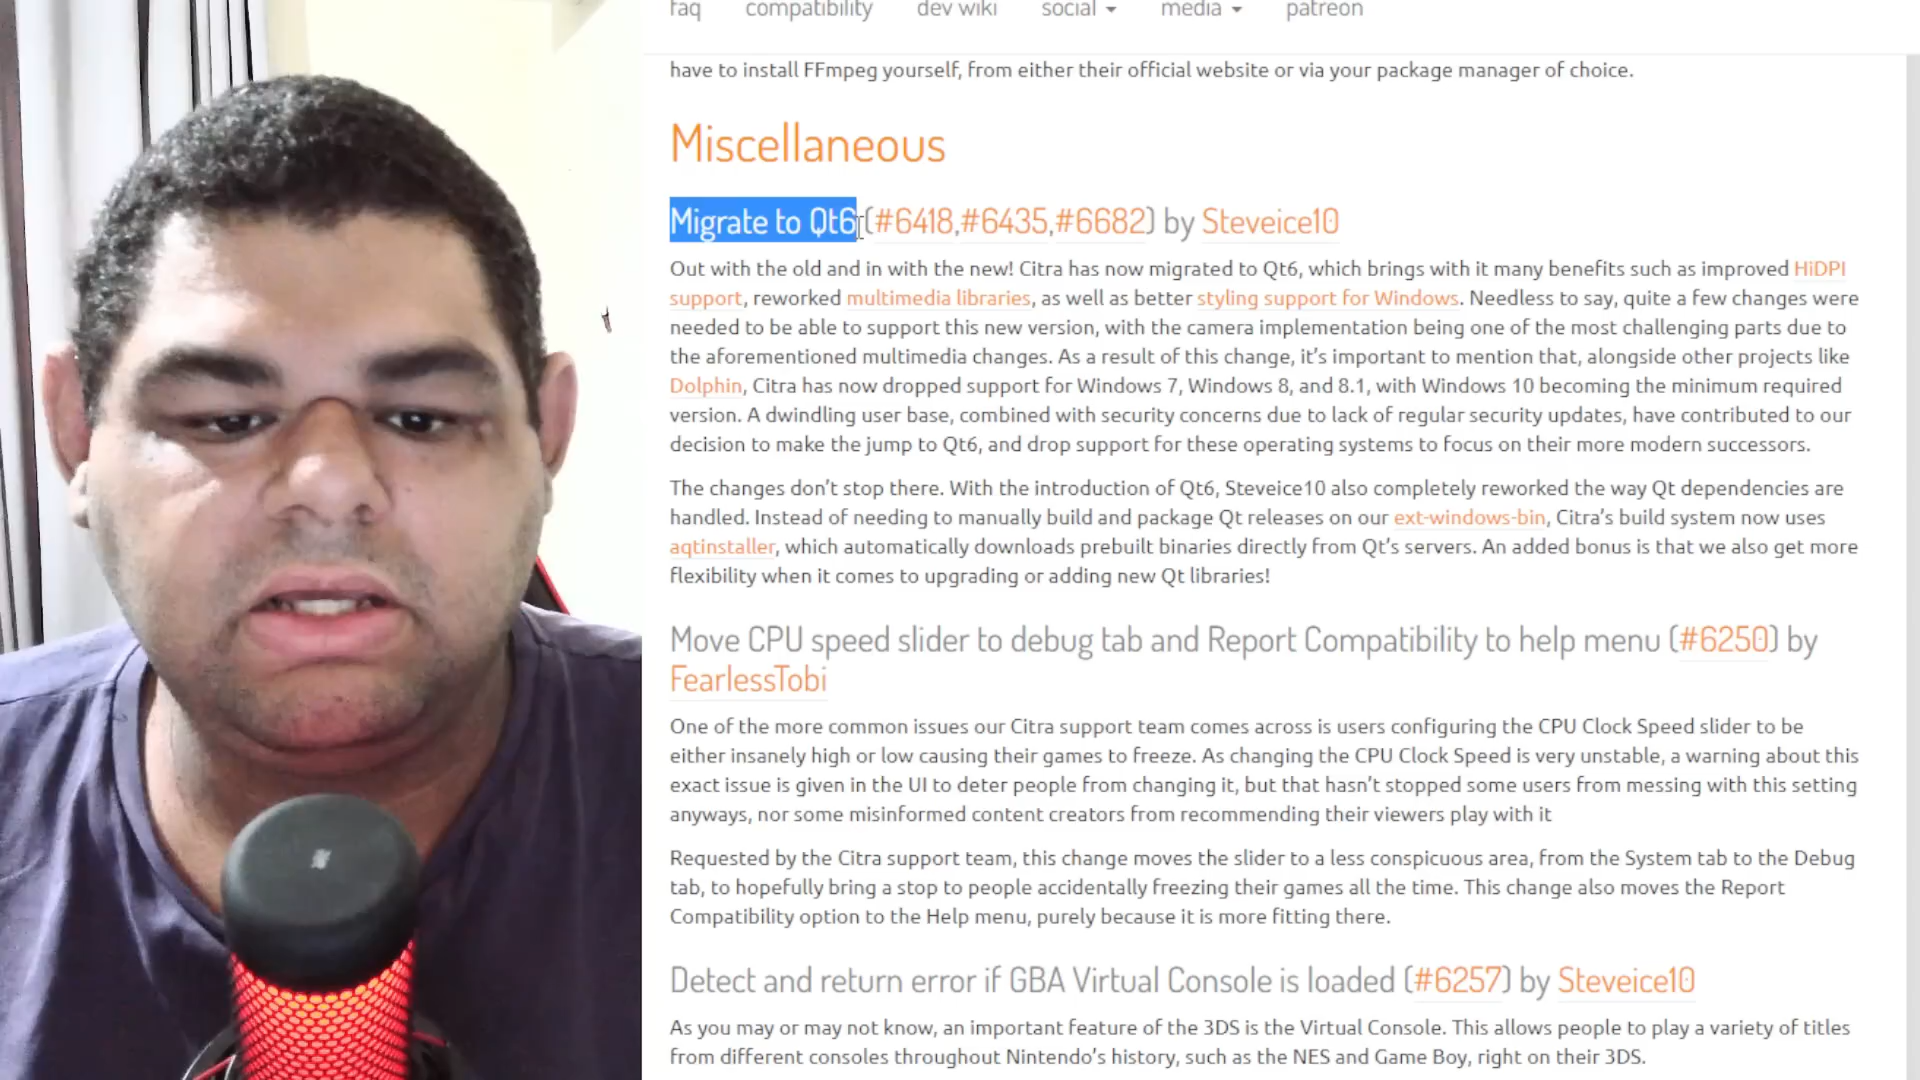 faq compatibility dev wiki social media patreon
have to install FFmpeg yourself, from either their official website or via your package manager of choice.
Miscellaneous
Migrate to Qt6 (#6418,#6435,#6682) by Steveice10
Out with the old and in with the new! Citra has now migrated to Qt6, which brings with it many benefits such as improved HiDPI
support, reworked multimedia libraries, as well as better styling support for Windows. Needless to say, quite a few changes were
needed to be able to support this new version, with the camera implementation being one of the most challenging parts due to
the aforementioned multimedia changes. As a result of this change, it's important to mention that, alongside other projects like
Dolphin, Citra has now dropped support for Windows 7, Windows 8, and 8.1, with Windows 10 becoming the minimum required
version. A dwindling user base, combined with security concerns due to lack of regular security updates, have contributed to our
decision to make the jump to Qt6, and drop support for these operating systems to focus on their more modern successors.
The changes don't stop there. With the introduction of Qt6, Steveice10 also completely reworked the way Qt dependencies are
handled. Instead of needing to manually build and package Qt releases on our ext-windows-bin, Citra's build system now uses
aqtinstaller, which automatically downloads prebuilt binaries directly from Qt's servers. An added bonus is that we also get more
flexibility when it comes to upgrading or adding new Qt libraries!
Move CPU speed slider to debug tab and Report Compatibility to help menu (#6250) by
FearlessTobi
One of the more common issues our Citra support team comes across is users configuring the CPU Clock Speed slider to be
either insanely high or low causing their games to freeze. As changing the CPU Clock Speed is very unstable, a warning about this
exact issue is given in the UI to deter people from changing it, but that hasn't stopped some users from messing with this setting
anyways, nor some misinformed content creators from recommending their viewers play with it
Requested by the Citra support team, this change moves the slider to a less conspicuous area, from the System tab to the Debug
tab, to hopefully bring a stop to people accidentally freezing their games all the time. This change also moves the Report
Compatibility option to the Help menu, purely because it is more fitting there.
Detect and return error if GBA Virtual Console is loaded (#6257) by Steveice10
As you may or may not know, an important feature of the 3DS is the Virtual Console. This allows people to play a variety of titles
from different consoles throughout Nintendo's history, such as the NES and Game Boy, right on their 3DS.